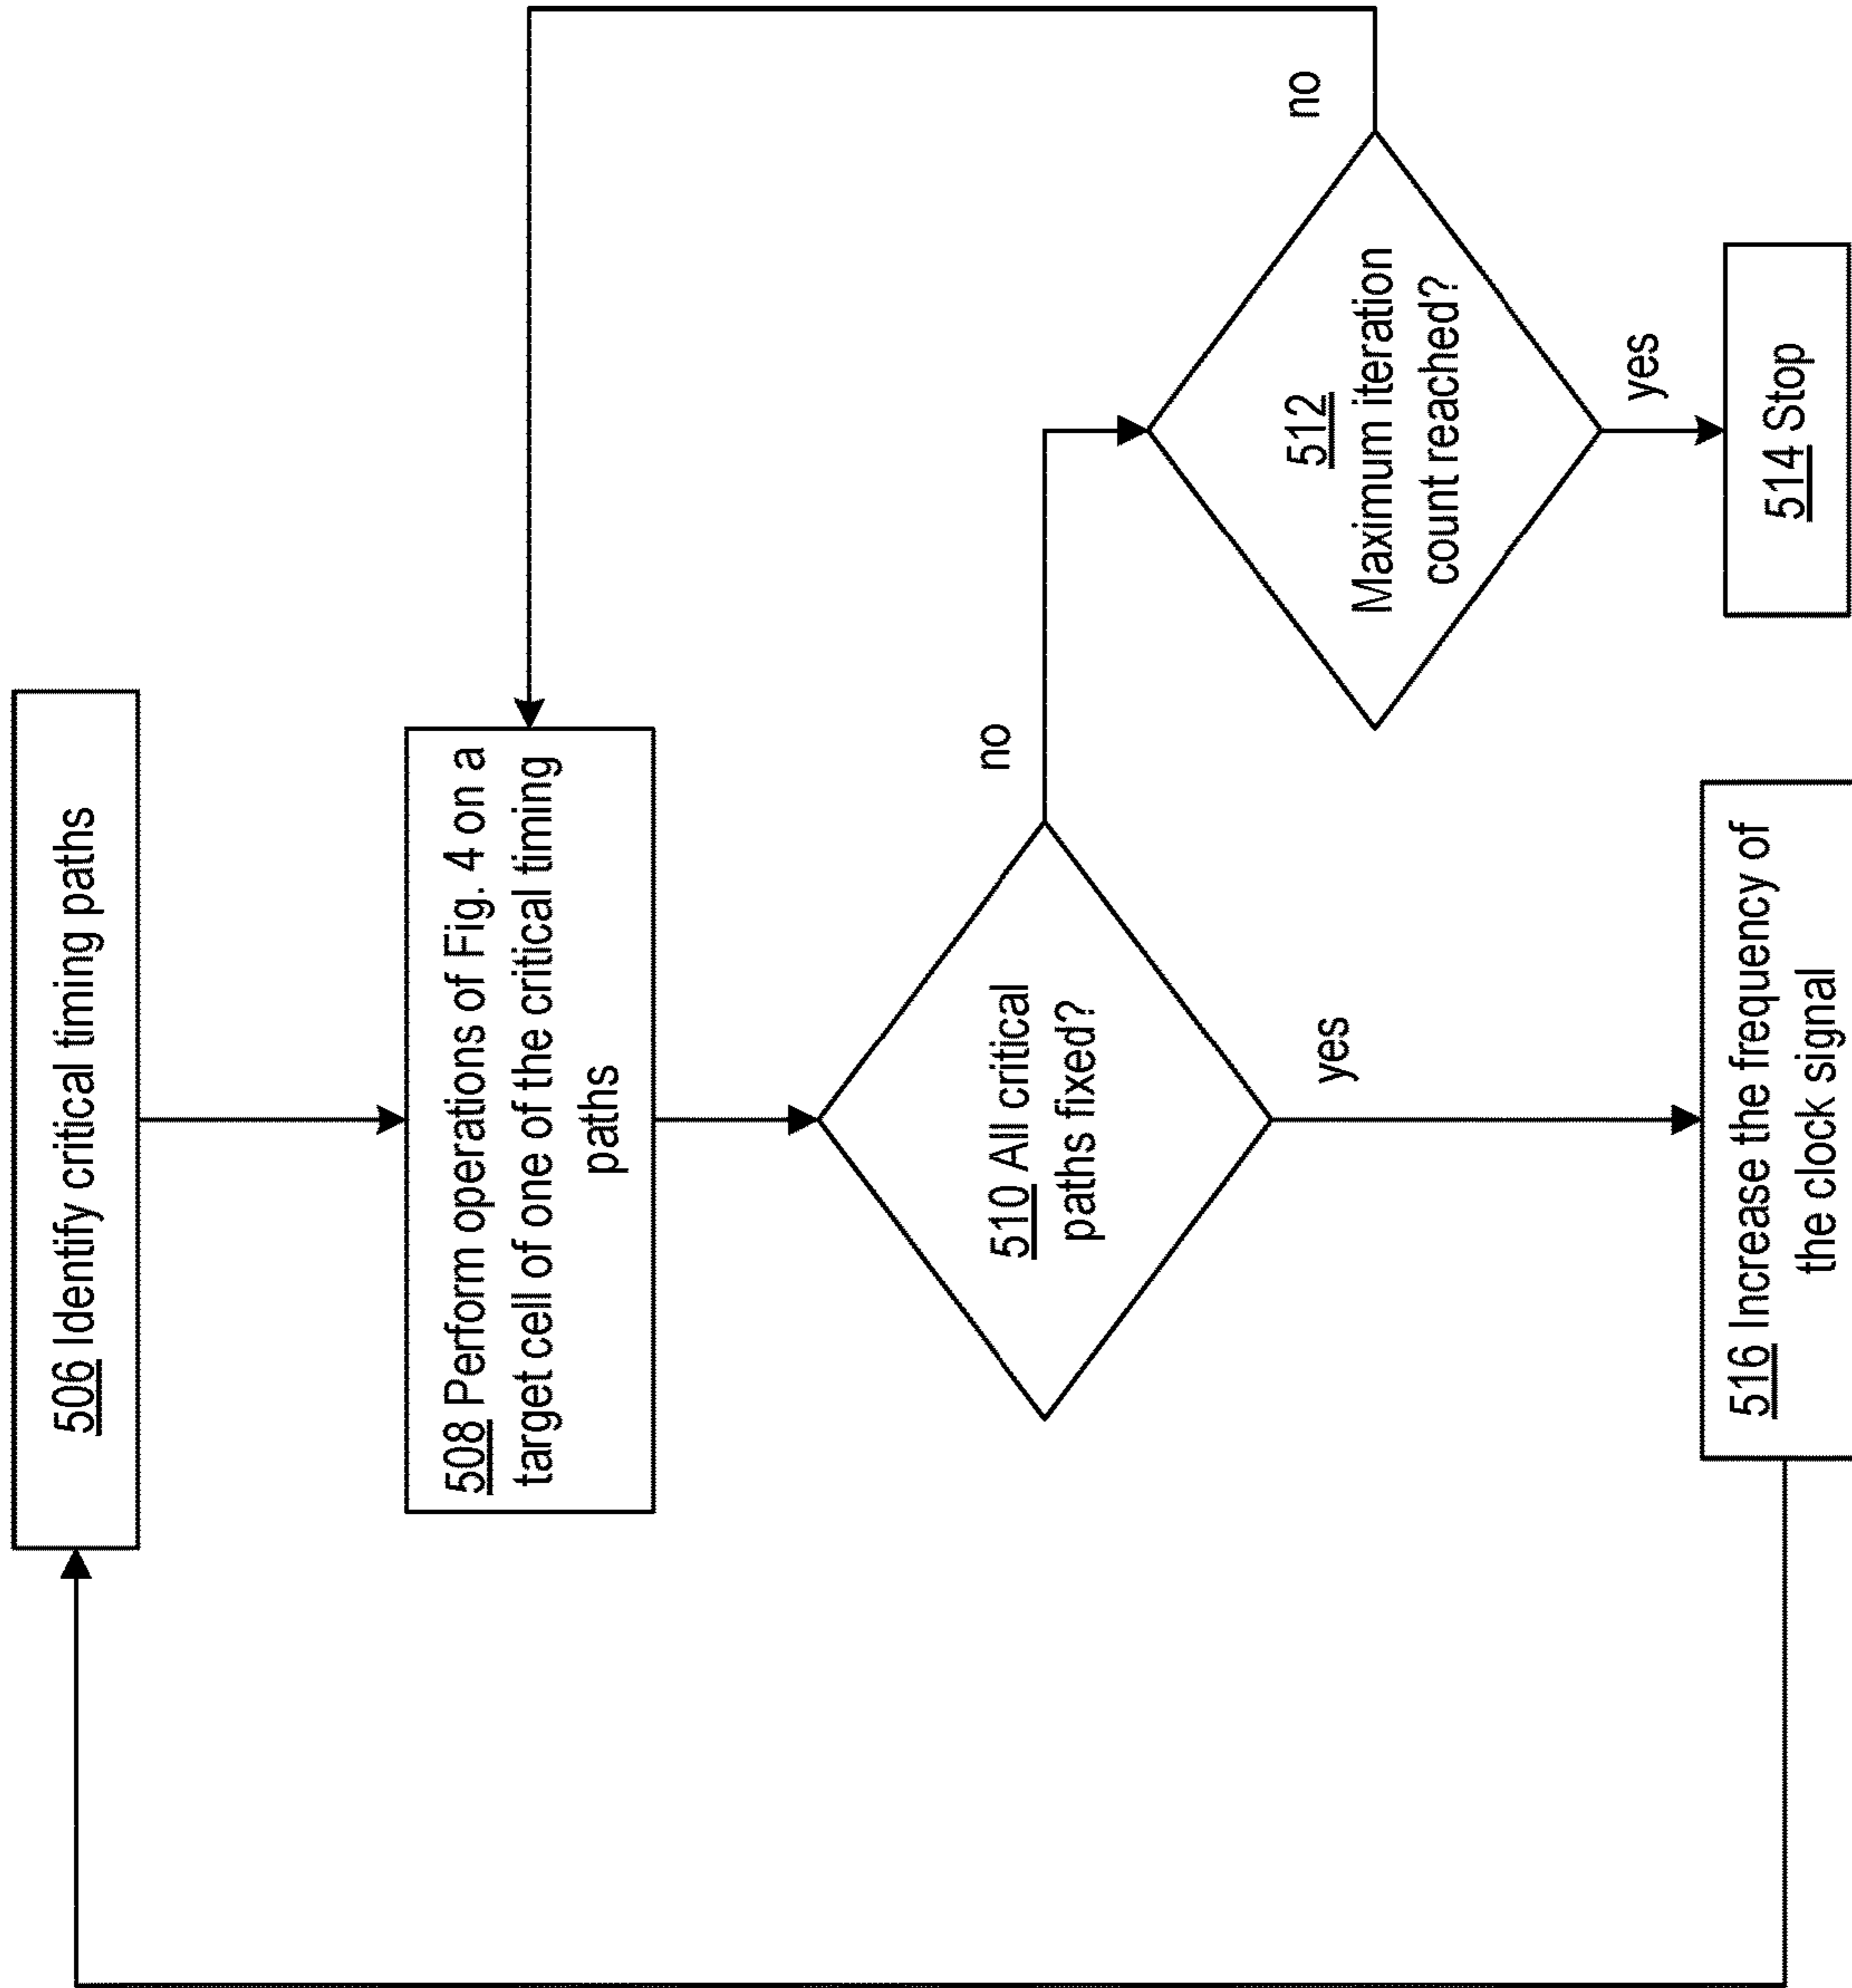 506 Identify critical timing paths
508 Perform operations of Fig. 4 on a
target cell of one of the critical timing
paths
510 All critical
paths fixed?
no
yes
512
Maximum iteration
count reached?
no
yes
514 Stop
516 Increase the frequency of
the clock signal